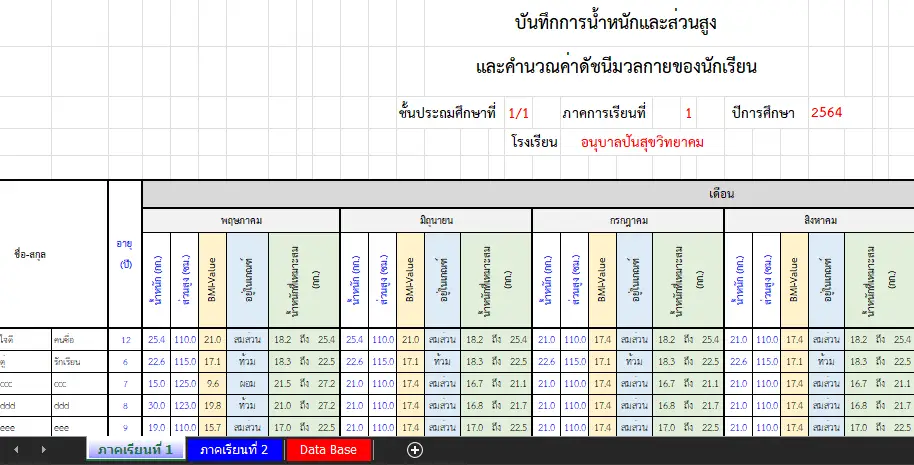 บันทึกการน้ำหนักและส่วนสูง
และคำนวณค่าดัชนีมวลกายของนักเรียน
ชั้นประถมศึกษาที่ 1/1 ภาคการเรียนที่ 1 ปีการศึกษา 2564
โรงเรียน อนุบาลปันสุขวิทยาคม
เดือน
พฤษภาคม มิถุนายน กรกฎาคม สิงหาคม
ชื่อ-สกุล อายุ (ปี) น้ำหนัก (กก.) ส่วนสูง (ซม.) BMI-Value อยู่ในเกณฑ์ น้ำหนักที่เหมาะสม (กก.) น้ำหนัก (กก.) ส่วนสูง (ซม.) BMI-Value อยู่ในเกณฑ์ น้ำหนักที่เหมาะสม (กก.) น้ำหนัก (กก.) ส่วนสูง (ซม.) BMI-Value อยู่ในเกณฑ์ น้ำหนักที่เหมาะสม (กก.) น้ำหนัก (กก.) ส่วนสูง (ซม.) BMI-Value อยู่ในเกณฑ์ น้ำหนักที่เหมาะสม (กก.)
ใจดี คนซื่อ 12 25.4 110.0 21.0 สมส่วน 18.2 ถึง 25.4 25.4 110.0 21.0 สมส่วน 18.2 ถึง 25.4 21.0 110.0 17.4 สมส่วน 18.2 ถึง 25.4 21.0 110.0 17.4 สมส่วน 18.2 ถึง 25.4
รักเรียน 6 22.6 115.0 17.1 ท้วม 18.3 ถึง 22.5 22.6 115.0 17.1 ท้วม 18.3 ถึง 22.5 22.6 115.0 17.1 ท้วม 18.3 ถึง 22.5 22.6 115.0 17.1 ท้วม 18.3 ถึง 22.5
ccc ccc 7 15.0 125.0 9.6 ผอม 21.5 ถึง 27.2 21.0 110.0 17.4 สมส่วน 16.7 ถึง 21.1 21.0 110.0 17.4 สมส่วน 16.7 ถึง 21.1 21.0 110.0 17.4 สมส่วน 16.7 ถึง 21.1
ddd ddd 8 30.0 123.0 19.8 ท้วม 21.0 ถึง 27.2 21.0 110.0 17.4 สมส่วน 16.8 ถึง 21.7 21.0 110.0 17.4 สมส่วน 16.8 ถึง 21.7 21.0 110.0 17.4 สมส่วน 16.8 ถึง 21.7
eee eee 9 19.0 110.0 15.7 สมส่วน 17.0 ถึง 22.5 21.0 110.0 17.4 สมส่วน 17.0 ถึง 22.5 21.0 110.0 17.4 สมส่วน 17.0 ถึง 22.5 21.0 110.0 17.4 สมส่วน 17.0 ถึง 22.5
ภาคเรียนที่ 1 ภาคเรียนที่ 2 Data Base